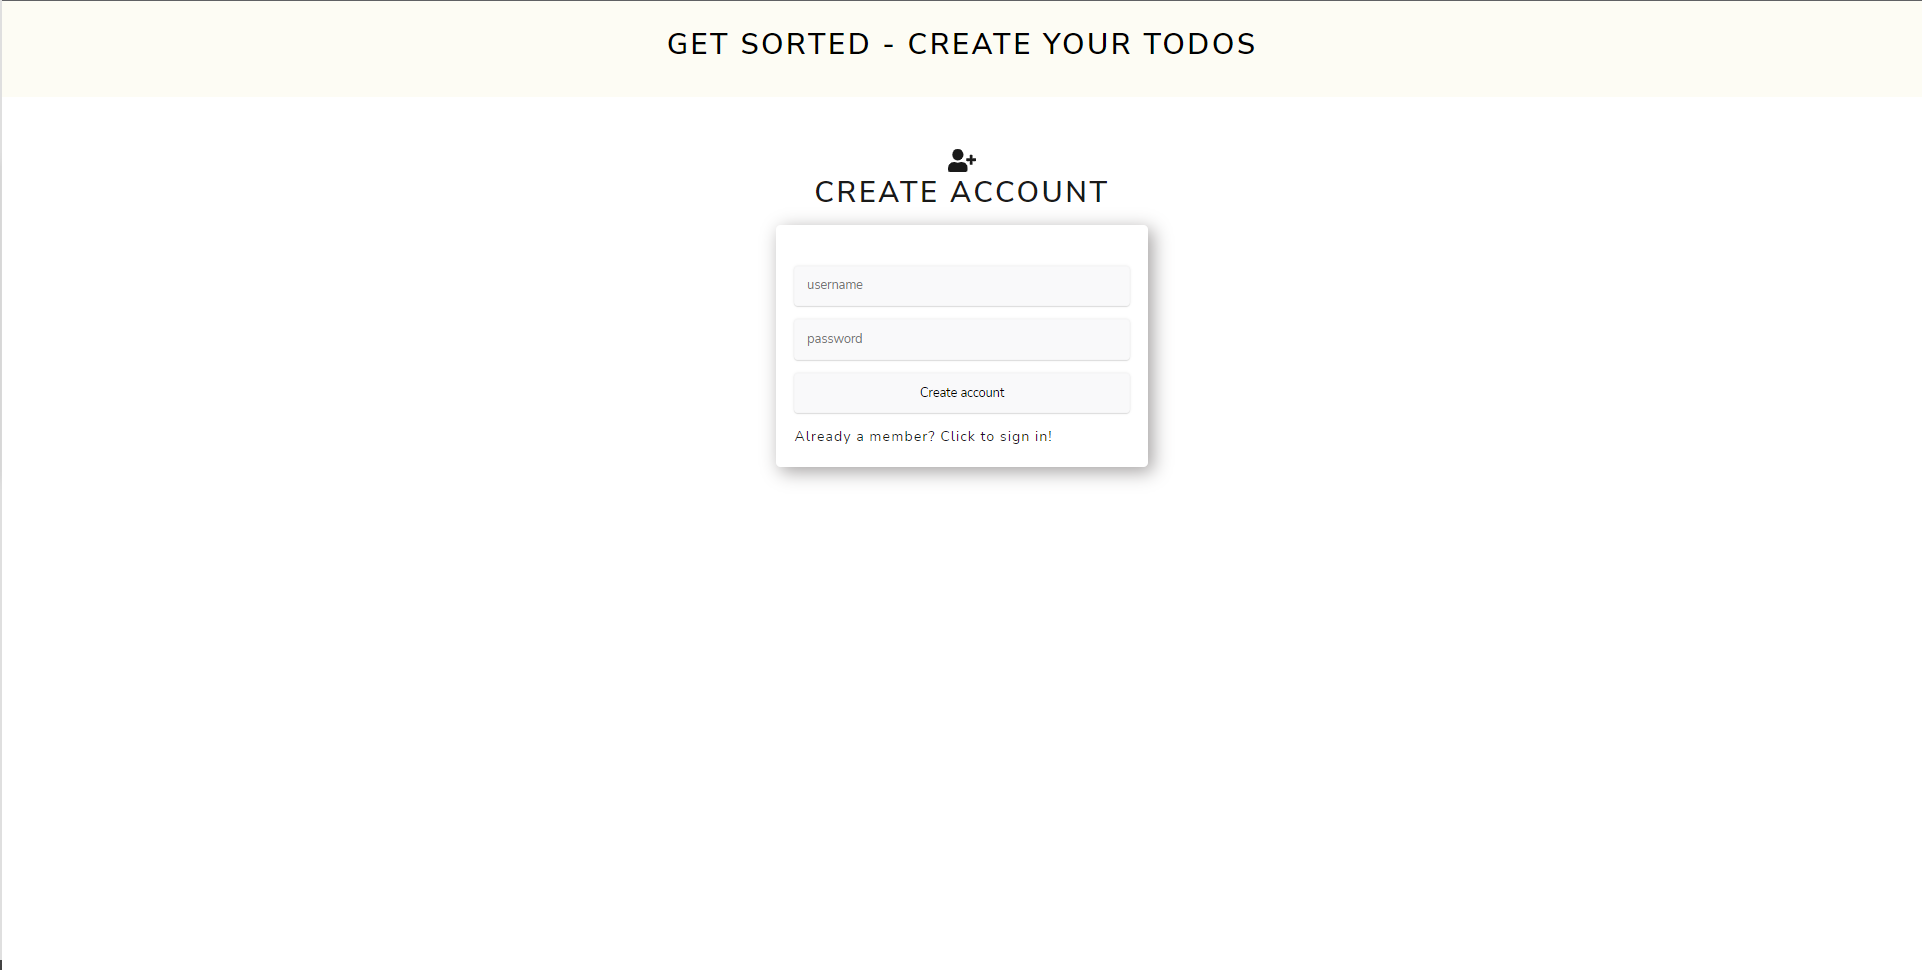 GET SORTED - CREATE YOUR TODOS
CREATE ACCOUNT
username
password
Create account
Already a member? Click to sign in!